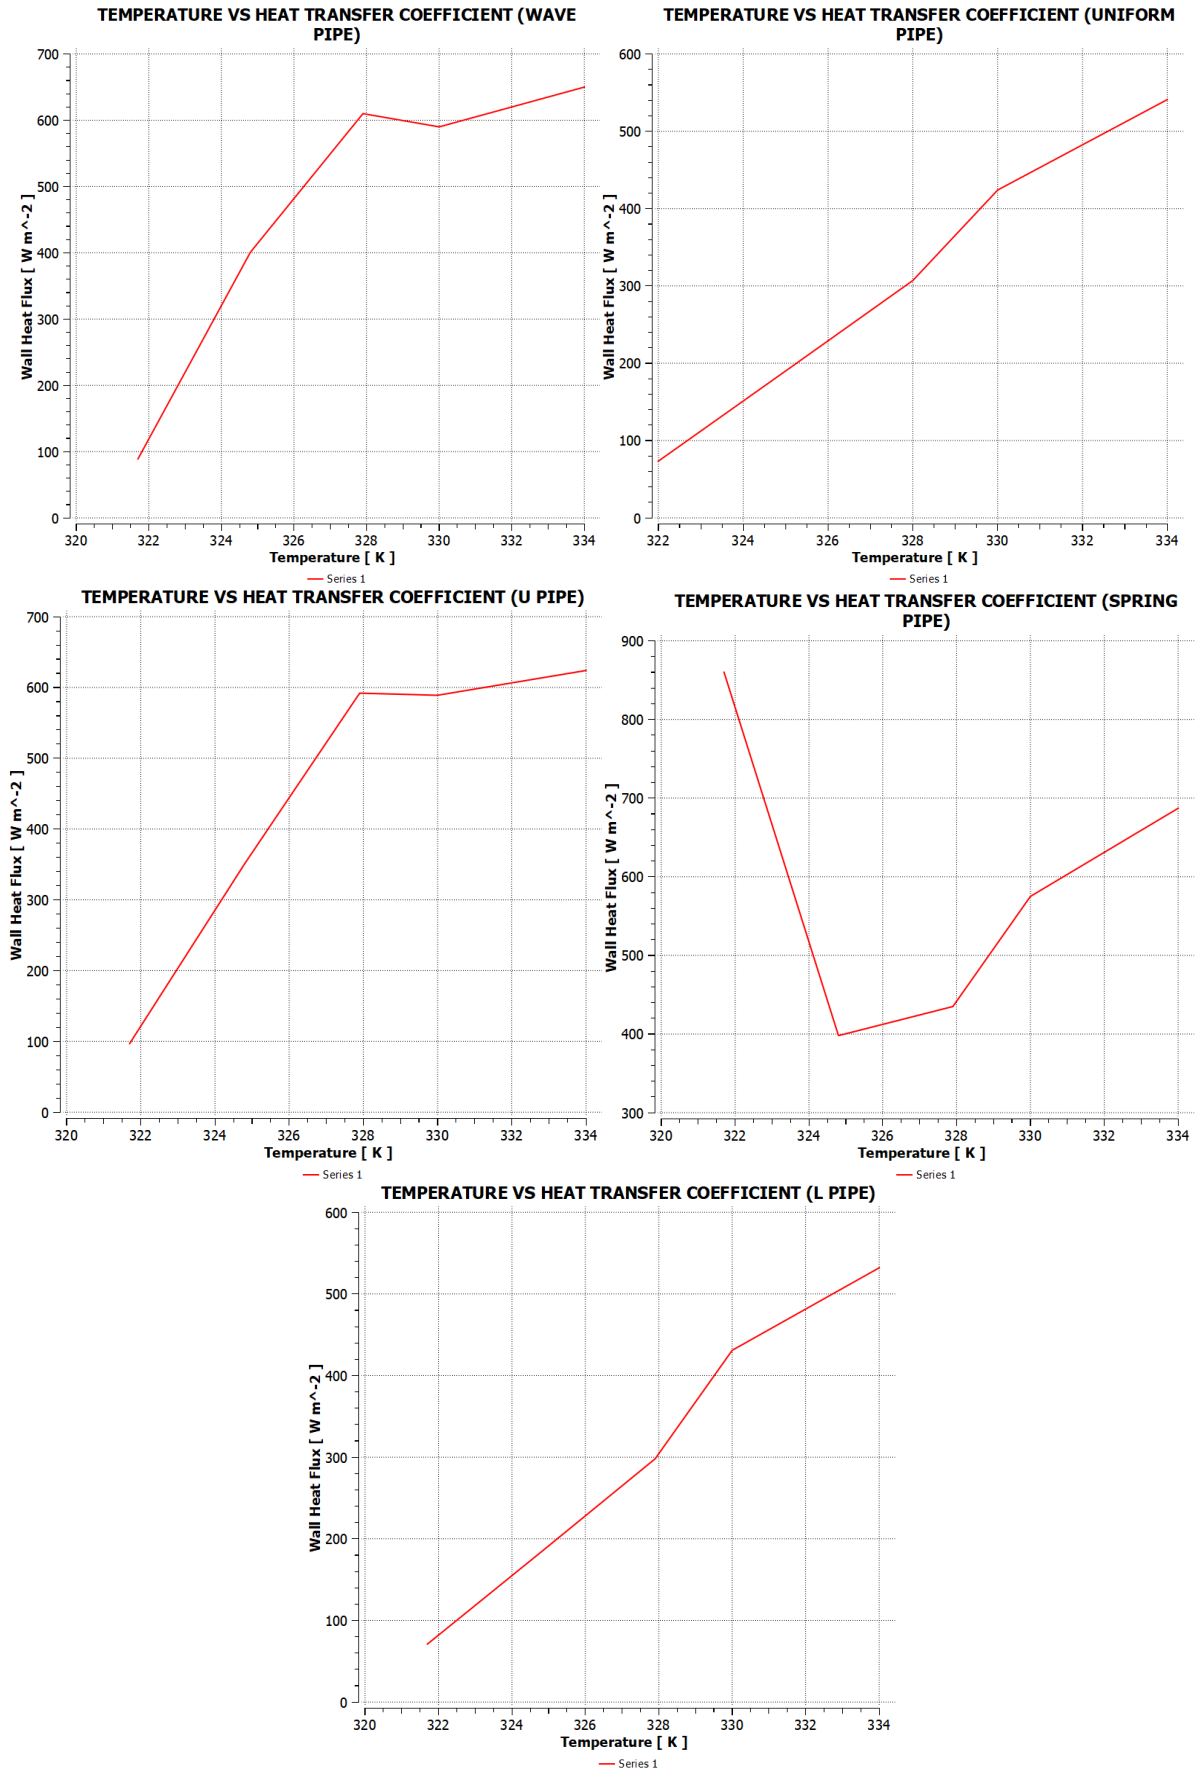 TEMPERATURE VS HEAT TRANSFER COEFFICIENT (WAVE
PIPE)
700
600
500
400
300
200
100
0
Wall Heat Flux [ W m^-2 ]
320 322 324 326 328 330 332 334
Temperature [ K ]
Series 1
TEMPERATURE VS HEAT TRANSFER COEFFICIENT (UNIFORM
PIPE)
600
500
400
300
200
100
0
Wall Heat Flux [ W m^-2 ]
322 324 326 328 330 332 334
Temperature [ K ]
Series 1
TEMPERATURE VS HEAT TRANSFER COEFFICIENT (U PIPE)
700
600
500
400
300
200
100
0
Wall Heat Flux [ W m^-2 ]
320 322 324 326 328 330 332 334
Temperature [ K ]
Series 1
TEMPERATURE VS HEAT TRANSFER COEFFICIENT (SPRING
PIPE)
900
800
700
600
500
400
300
Wall Heat Flux [ W m^-2 ]
320 322 324 326 328 330 332 334
Temperature [ K ]
Series 1
TEMPERATURE VS HEAT TRANSFER COEFFICIENT (L PIPE)
600
500
400
300
200
100
0
Wall Heat Flux [ W m^-2 ]
320 322 324 326 328 330 332 334
Temperature [ K ]
Series 1